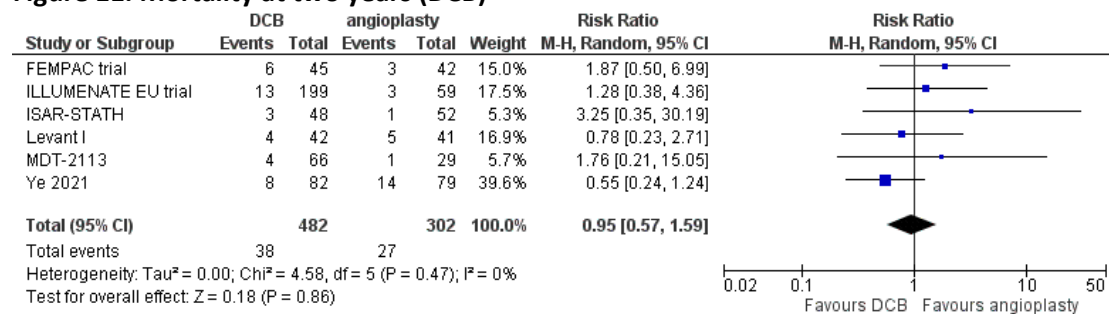 Figure 22: Mortality at two years (DCB)
DCB angioplasty Risk Ratio Risk Ratio
Study or Subgroup Events Total Events Total Weight M-H, Random, 95% CI M-H, Random, 95% CI
FEMPAC trial 6 45 3 42 15.0% 1.87 [0.50, 6.99]
ILLUMENATE EU trial 13 199 3 59 17.5% 1.28 [0.38, 4.36]
ISAR-STATH 3 48 1 52 5.3% 3.25 [0.35, 30.19]
Levant I 4 42 5 41 16.9% 0.78 [0.23, 2.71]
MDT-2113 4 66 1 29 5.7% 1.76 [0.21, 15.05]
Ye 2021 8 82 14 79 39.6% 0.55 [0.24, 1.24]
Total (95% CI) 482 302 100.0% 0.95 [0.57, 1.59]
Total events 38 27
Heterogeneity: Tau² = 0.00; Chi² = 4.58, df = 5 (P = 0.47); I² = 0%
Test for overall effect: Z = 0.18 (P = 0.86)
0.02 0.1 1 10 50
Favours DCB Favours angioplasty